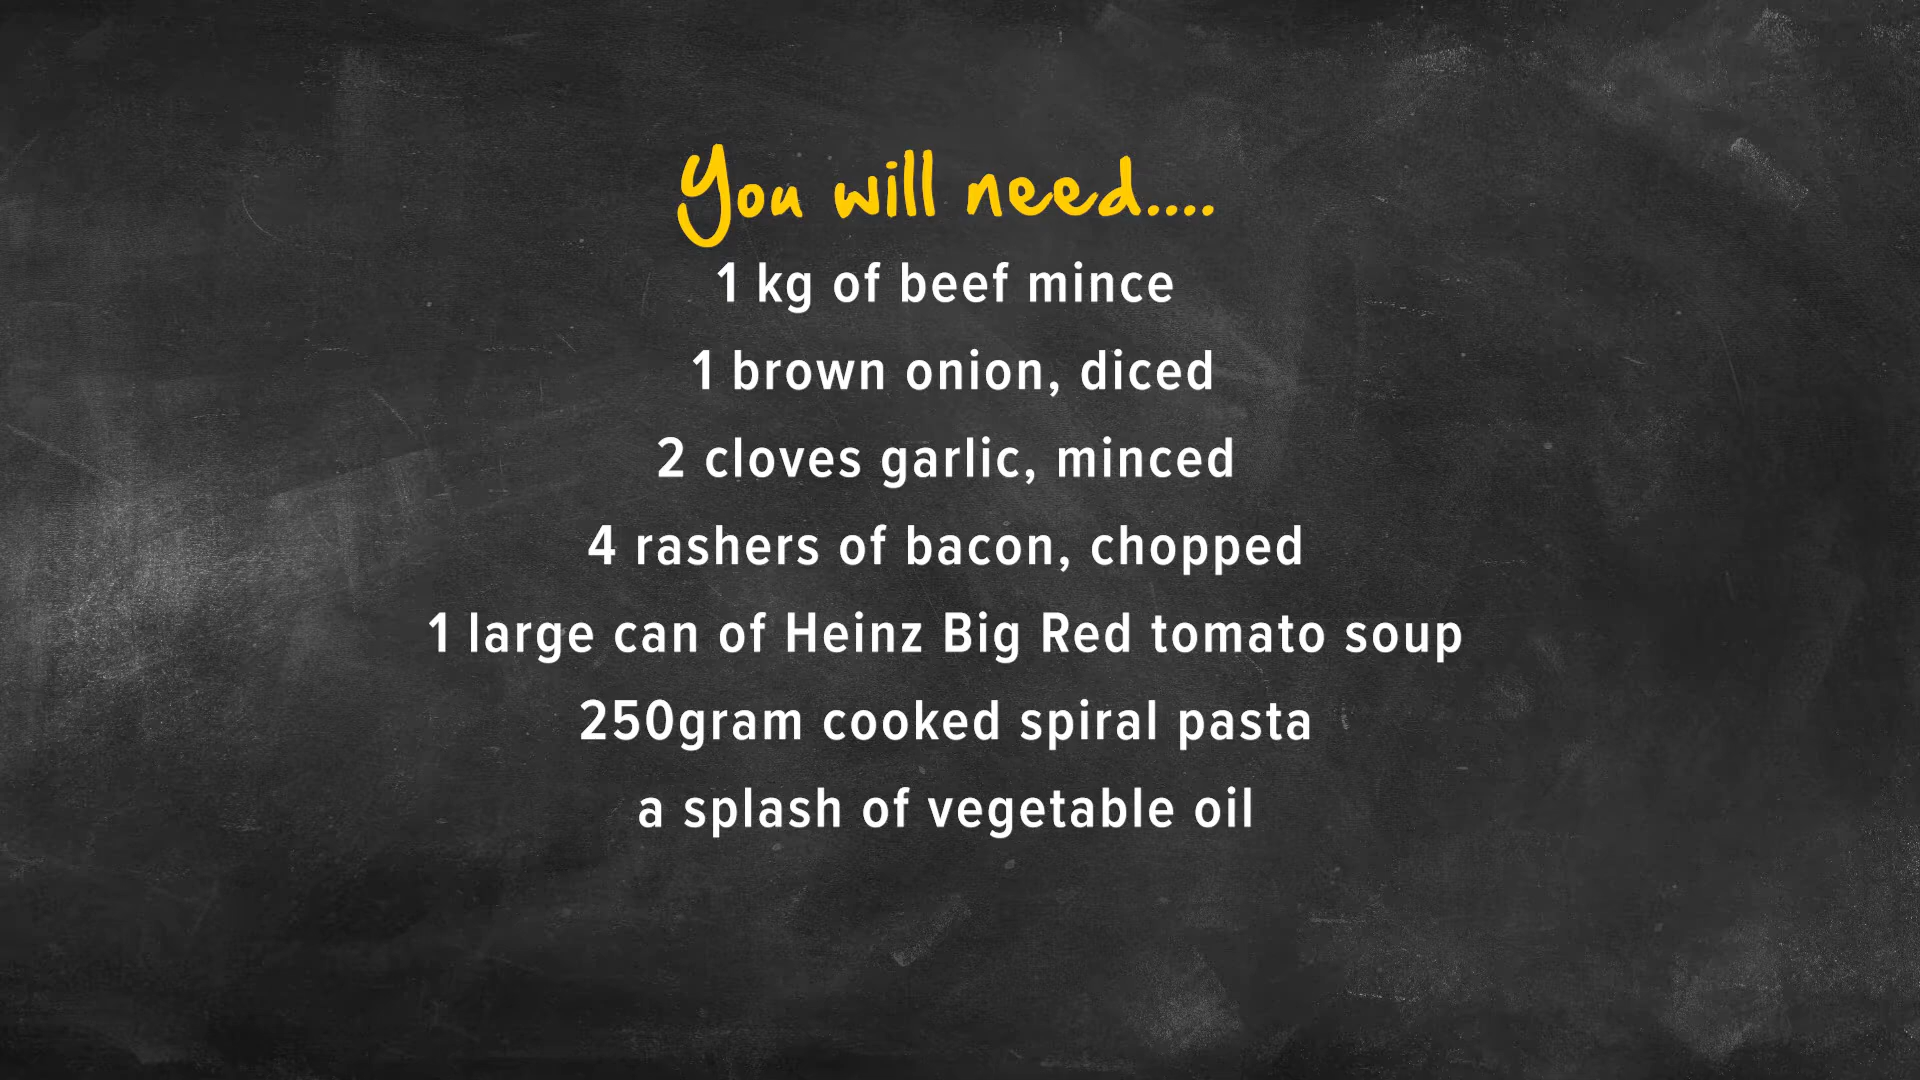 You will need....
1 kg of beef mince
1 brown onion, diced
2 cloves garlic, minced
4 rashers of bacon, chopped
1 large can of Heinz Big Red tomato soup
250gram cooked spiral pasta
a splash of vegetable oil